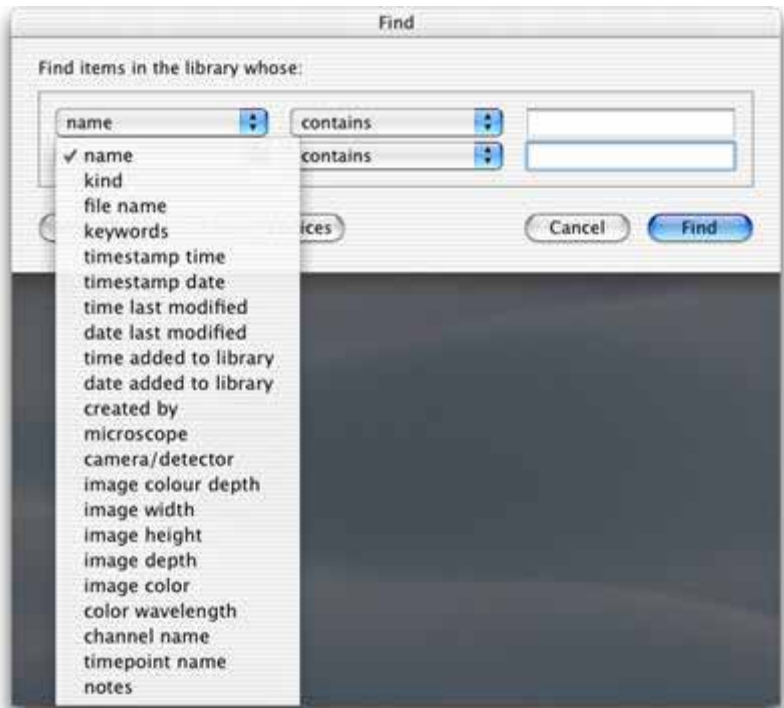 Find
Find items in the library whose:
name contains
✓ name contains
kind
file name
keywords
ices Cancel Find
timestamp time
timestamp date
time last modified
date last modified
time added to library
date added to library
created by
microscope
camera/detector
image colour depth
image width
image height
image depth
image color
color wavelength
channel name
timepoint name
notes